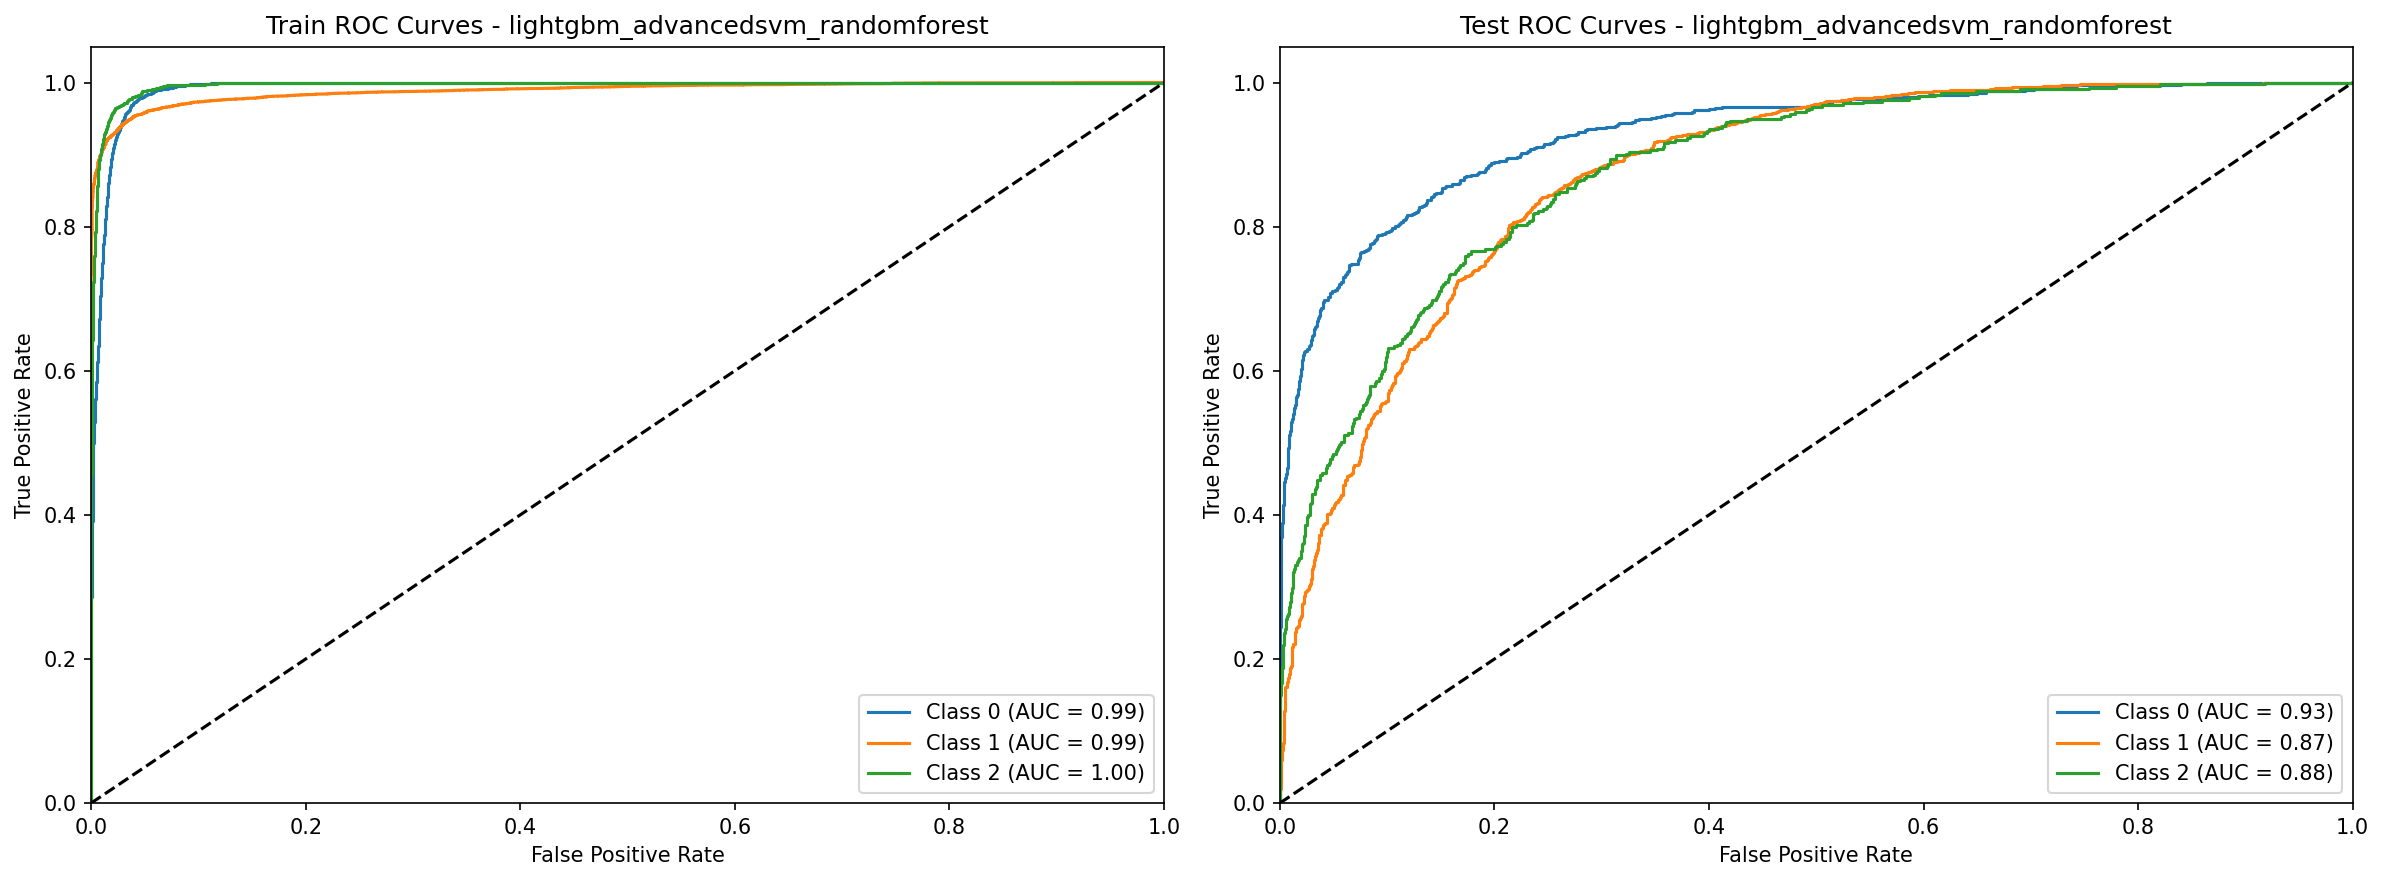 Train ROC Curves - lightgbm_advancedsvm_randomforest
True Positive Rate
1.0
0.8
0.6
0.4
0.2
0.0
0.0 0.2 0.4 0.6 0.8 1.0
False Positive Rate
Class 0 (AUC = 0.99)
Class 1 (AUC = 0.99)
Class 2 (AUC = 1.00)
Test ROC Curves - lightgbm_advancedsvm_randomforest
True Positive Rate
1.0
0.8
0.6
0.4
0.2
0.0
0.0 0.2 0.4 0.6 0.8 1.0
False Positive Rate
Class 0 (AUC = 0.93)
Class 1 (AUC = 0.87)
Class 2 (AUC = 0.88)